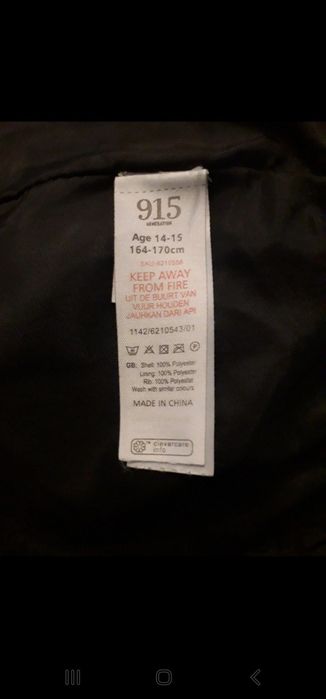 915
GENERATION
Age 14-15
164-170cm
SKU 6210558
KEEP AWAY
FROM FIRE
UIT DE BUURT VAN
VUUR HOUDEN
JAUHKAN DARI API
1142/6210543/01
P
GB: Shell: 100% Polyester
Lining: 100% Polyester
Rib: 100% Polyester
Wash with similar colours.
MADE IN CHINA
clevercare
info